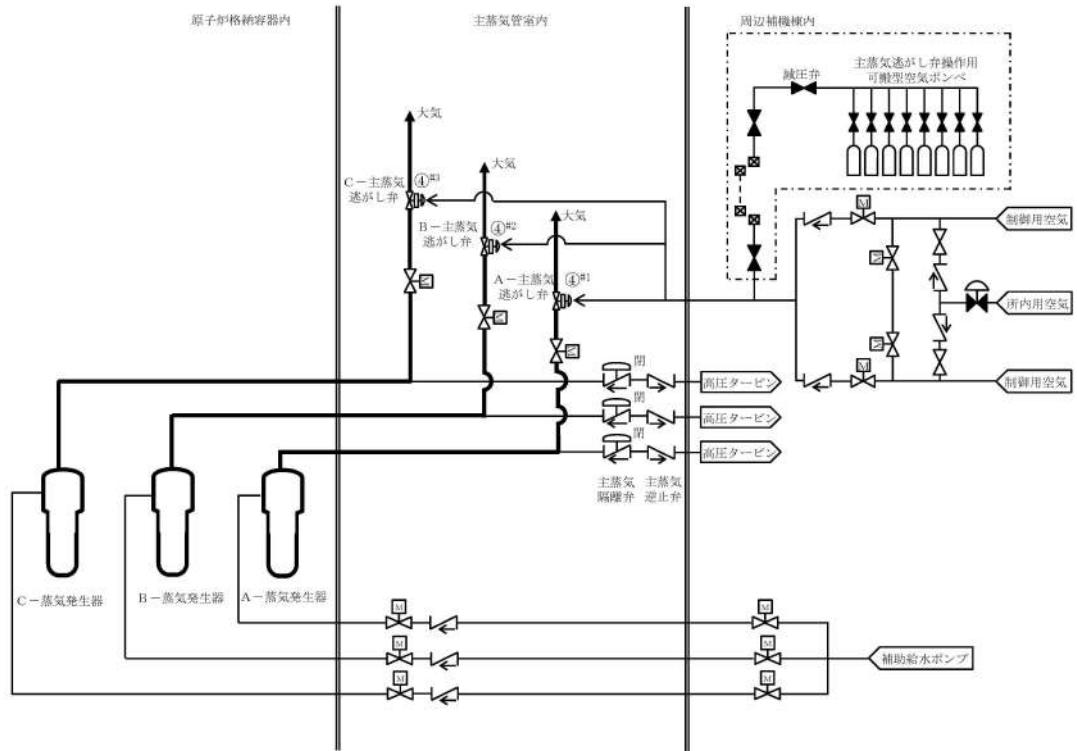 原子炉格納容器内
主蒸気管室内
周辺補機棟内
主蒸気逃がし弁操作用
可搬型空気ボンベ
減圧弁
大気
C－主蒸気
逃がし弁
④#3
大気
B－主蒸気
逃がし弁
④#2
大気
A－主蒸気
逃がし弁
④#1
M
M
M
M
制御用空気
M
所内用空気
M
M
制御用空気
閉
高圧タービン
閉
高圧タービン
閉
高圧タービン
主蒸気
隔離弁
主蒸気
逆止弁
C－蒸気発生器
B－蒸気発生器
A－蒸気発生器
M
M
M
M
M
M
補助給水ポンプ